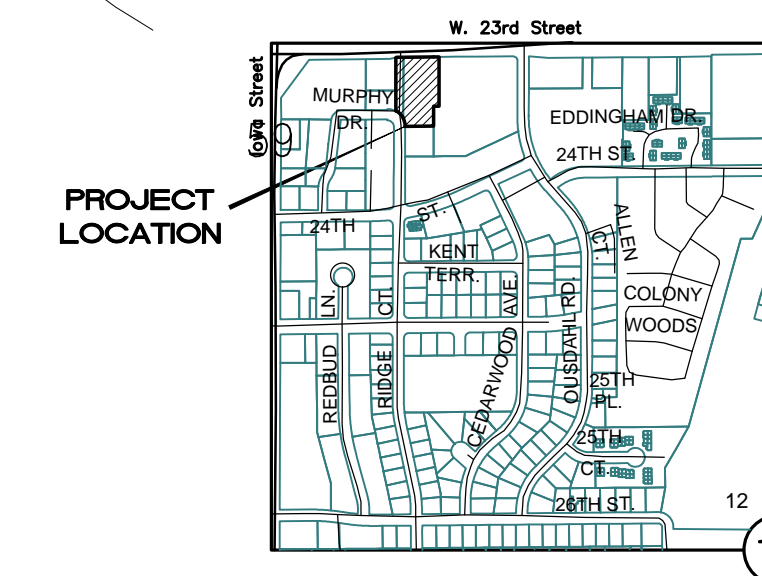 W. 23rd Street
Iowa Street
MURPHY
DR.
EDDINGHAM DR.
24TH ST.
PROJECT
LOCATION
24TH
ST.
KENT
TERR.
ALLEN
CT.
COLONY
WOODS
LN.
CT.
AVE.
OUSDAHL RD.
REDBUD
RIDGE
CEDARWOOD
25TH
PL.
25TH
CT.
26TH ST.
12